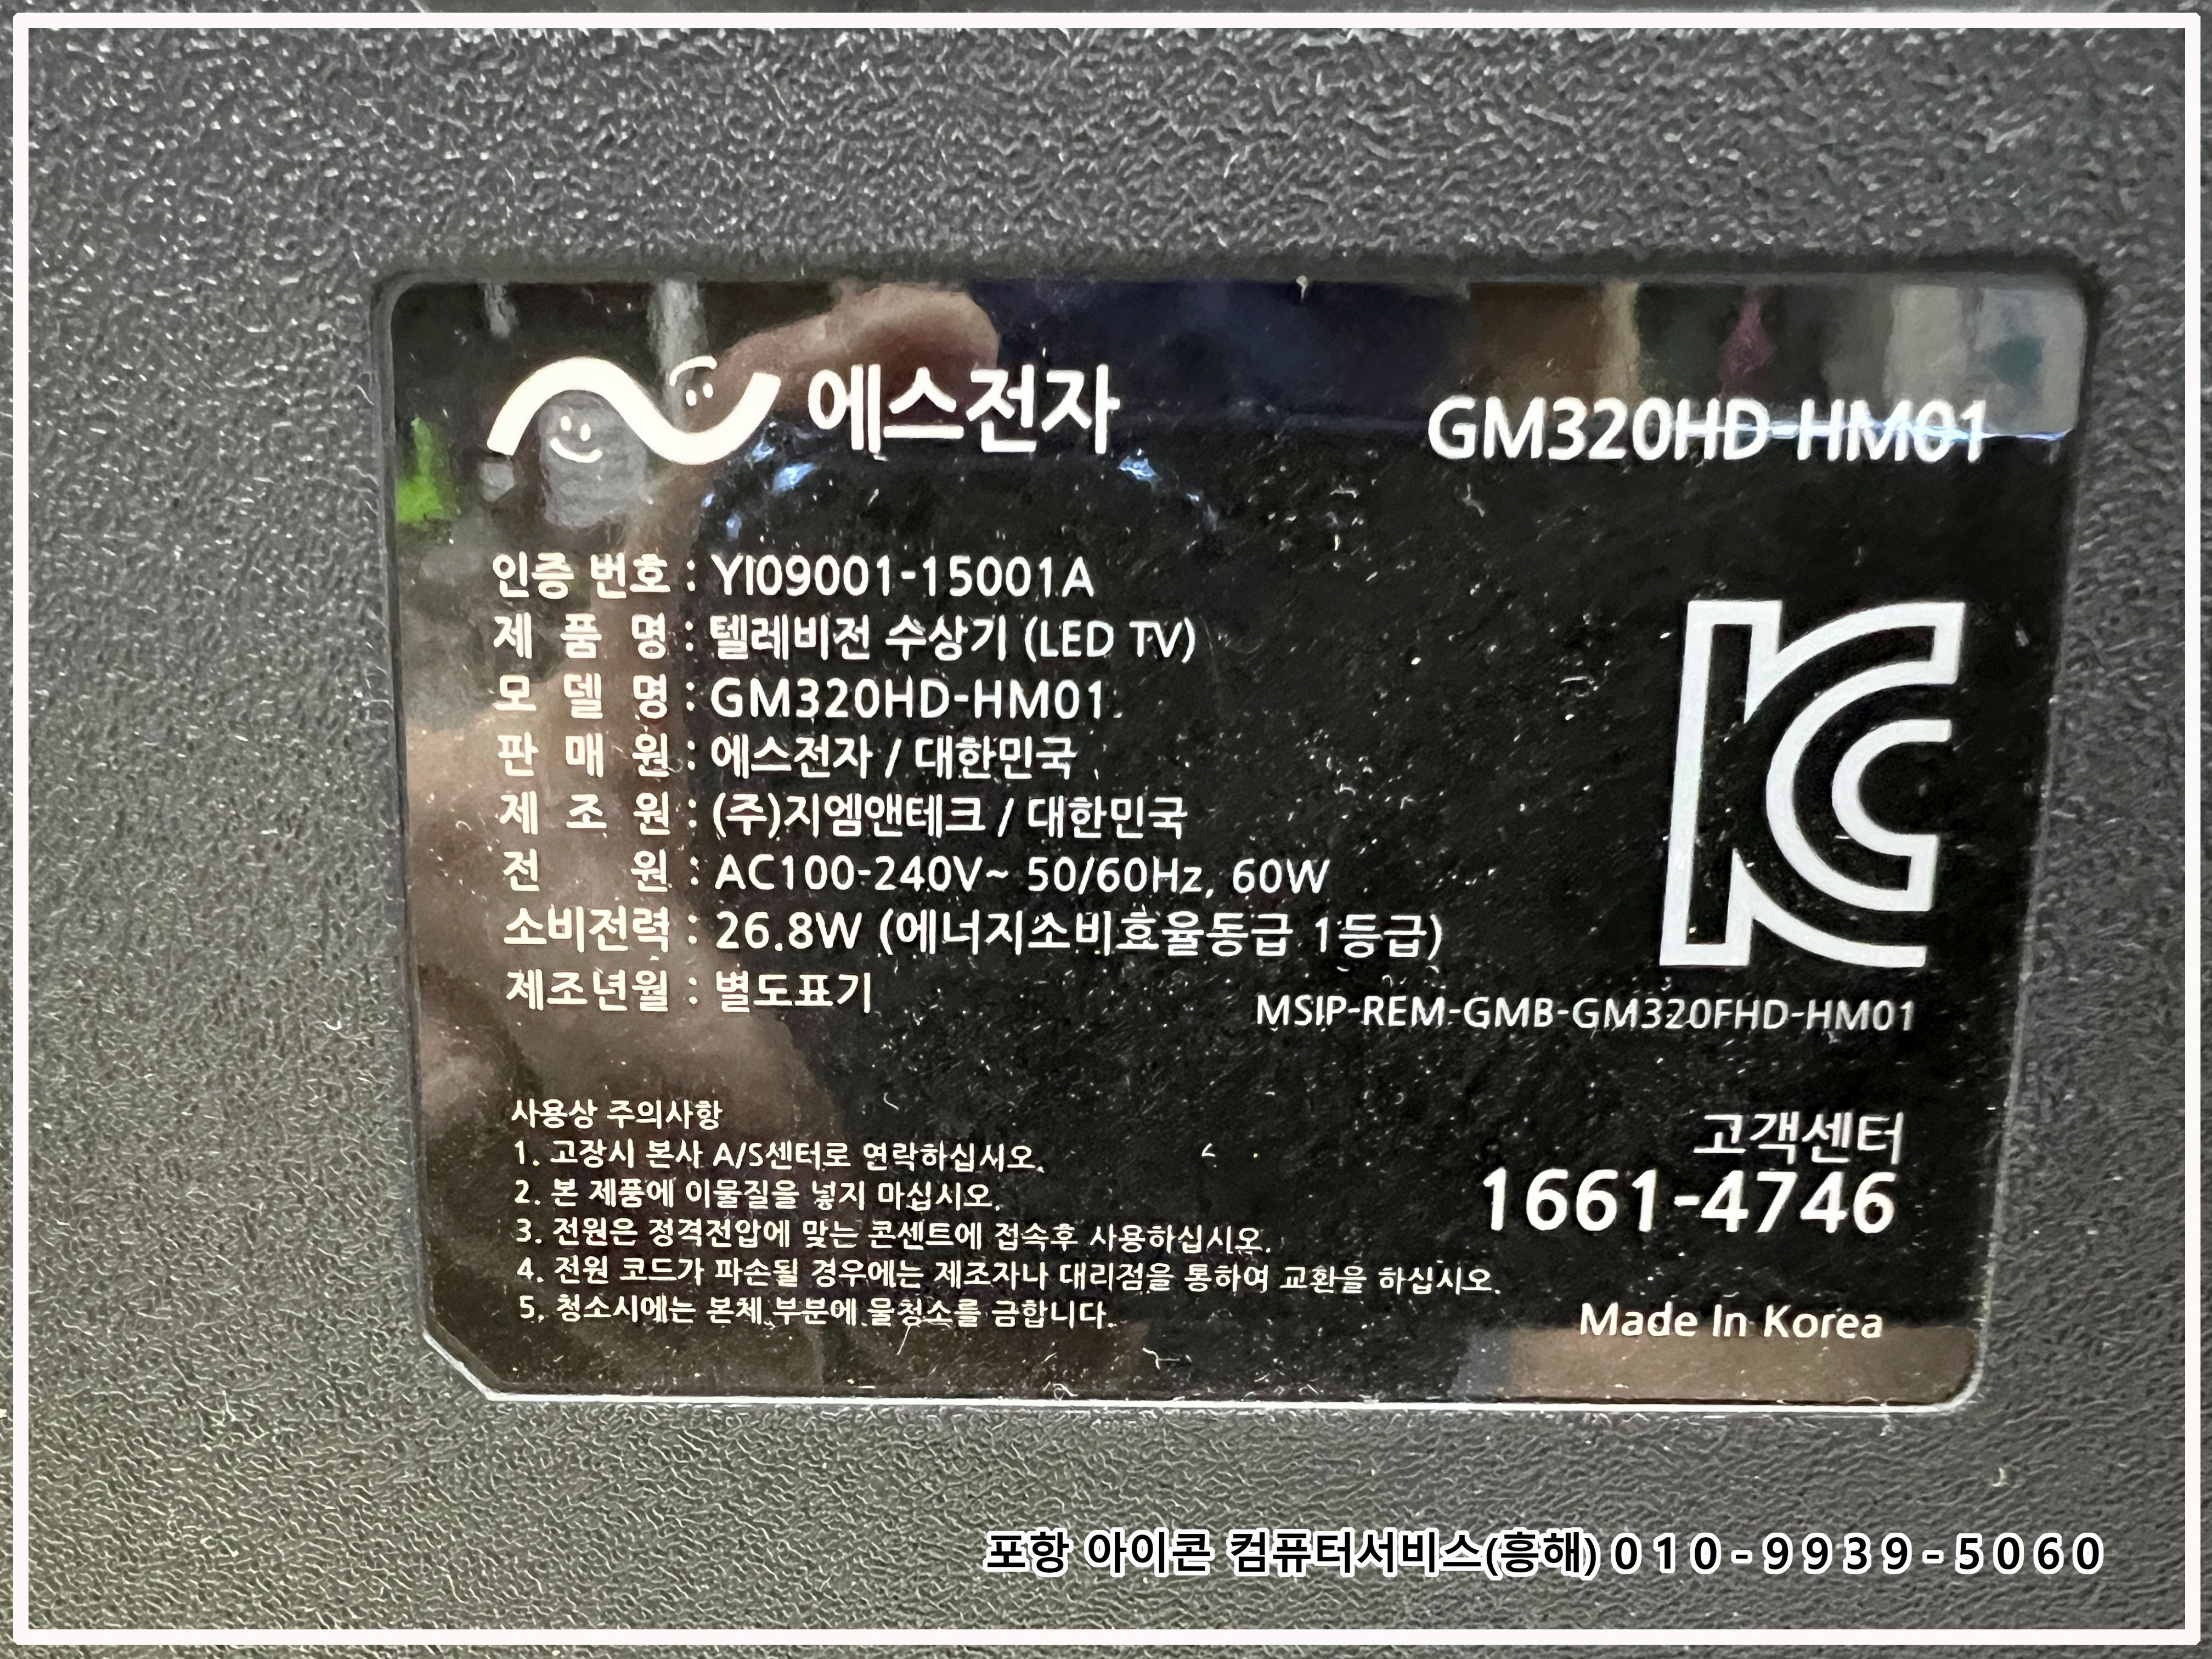 에스전자
GM320HD-HM01
인증 번호 : YI09001-15001A
제 품 명 : 텔레비전 수상기 (LED TV)
모 델 명 : GM320HD-HM01
판 매 원 : 에스전자 / 대한민국
제 조 원 : (주)지엠앤테크 / 대한민국
전 원 : AC100-240V~ 50/60Hz, 60W
소비전력 : 26.8W (에너지소비효율동급 1등급)
제조년월 : 별도표기
MSIP-REM-GMB-GM320FHD-HM01
사용상 주의사항
1. 고장시 본사 A/S센터로 연락하십시오.
2. 본 제품에 이물질을 넣지 마십시오.
3. 전원은 정격전압에 맞는 콘센트에 접속후 사용하십시오.
4. 전원 코드가 파손될 경우에는 제조자나 대리점을 통하여 교환을 하십시오.
5. 청소시에는 본체 부분에 물청소를 금합니다.
고객센터
1661-4746
Made In Korea
포항 아이콘 컴퓨터서비스(흥해) 010-9939-5060